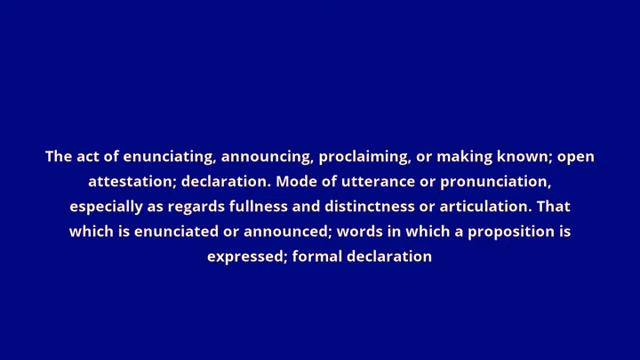 The act of enunciating, announcing, proclaiming, or making known; open
attestation; declaration. Mode of utterance or pronunciation,
especially as regards fullness and distinctness or articulation. That
which is enunciated or announced; words in which a proposition is
expressed; formal declaration